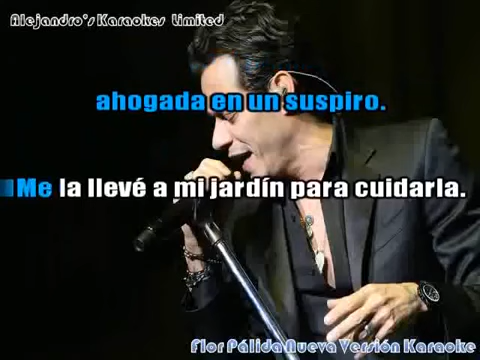 Alejandro's Karaokes Limited
ahogada en un suspiro.
Me la llevé a mi jardín para cuidarla.
Flor Pálida Nueva Versión Karaoke